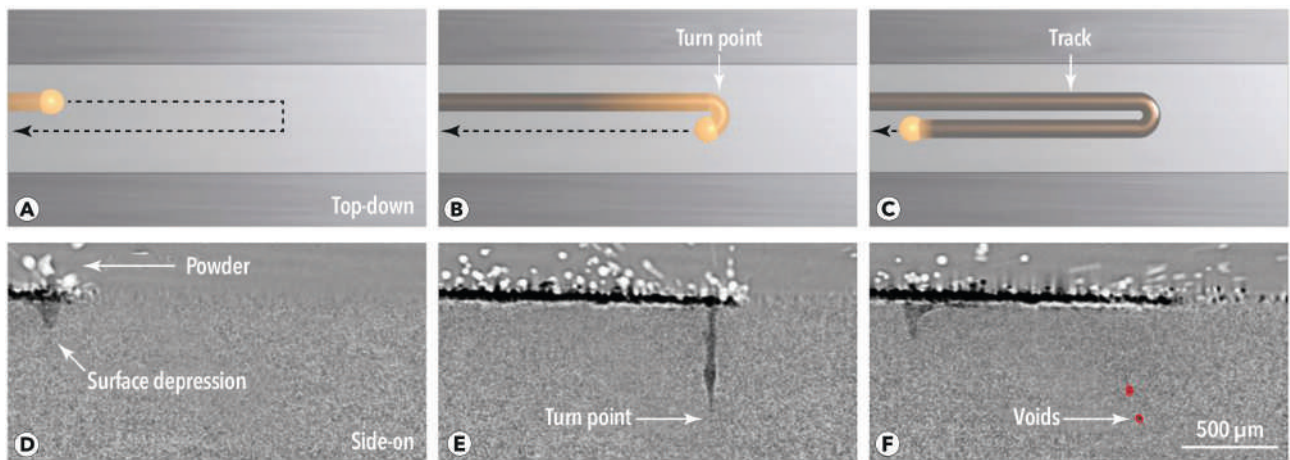 Turn point
Track
A
Top-down
B
C
Powder
Surface depression
D
Side-on
Turn point
E
Voids
F
500 µm